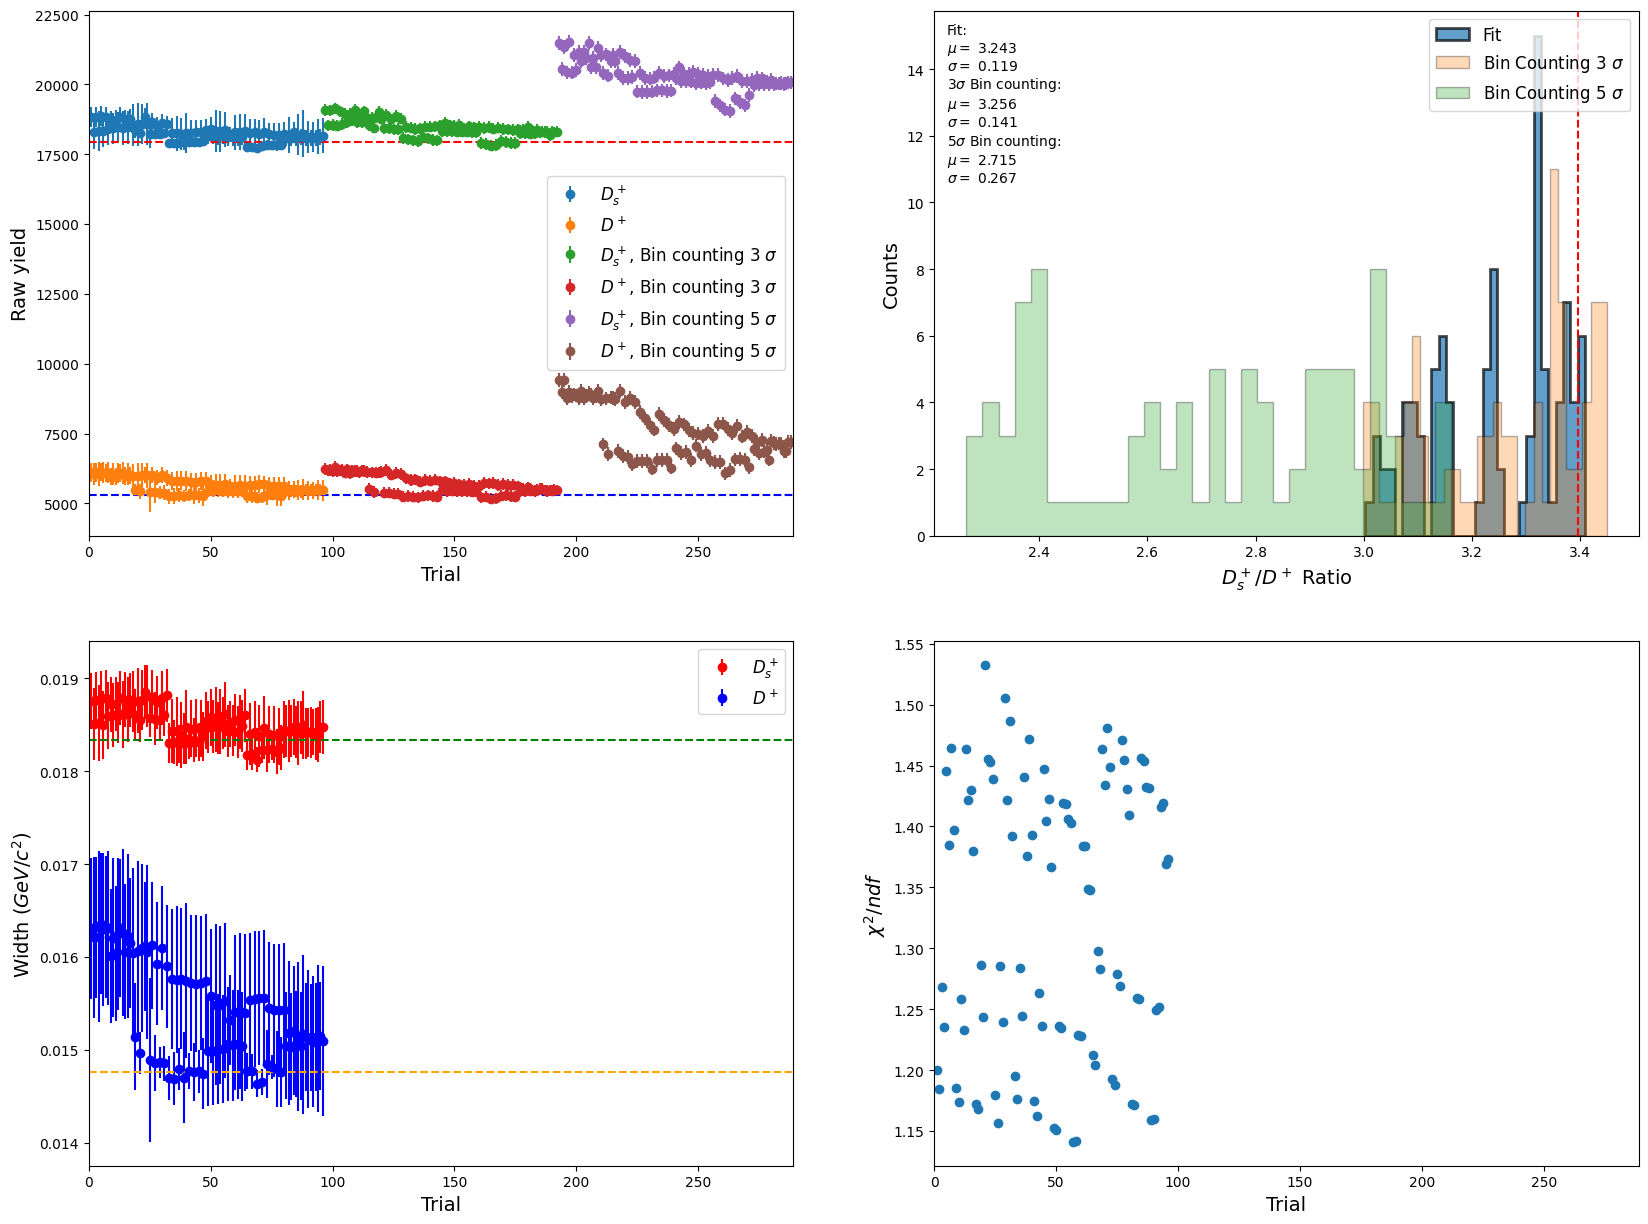 22500
20000
17500
15000
12500
10000
7500
5000
Raw yield
0 50 100 150 200 250
Trial
$D_s^+$
$D^+$
$D_s^+$, Bin counting 3 σ
$D^+$, Bin counting 3 σ
$D_s^+$, Bin counting 5 σ
$D^+$, Bin counting 5 σ
14
12
10
8
6
4
2
0
Counts
2.4 2.6 2.8 3.0 3.2 3.4
$D_s^+/D^+$ Ratio
Fit:
μ = 3.243
σ = 0.119
3σ Bin counting:
μ = 3.256
σ = 0.141
5σ Bin counting:
μ = 2.715
σ = 0.267
Fit
Bin Counting 3 σ
Bin Counting 5 σ
0.019
0.018
0.017
0.016
0.015
0.014
Width ($GeV/c^2$)
0 50 100 150 200 250
Trial
$D_s^+$
$D^+$
1.55
1.50
1.45
1.40
1.35
1.30
1.25
1.20
1.15
$χ^2/ndf$
0 50 100 150 200 250
Trial